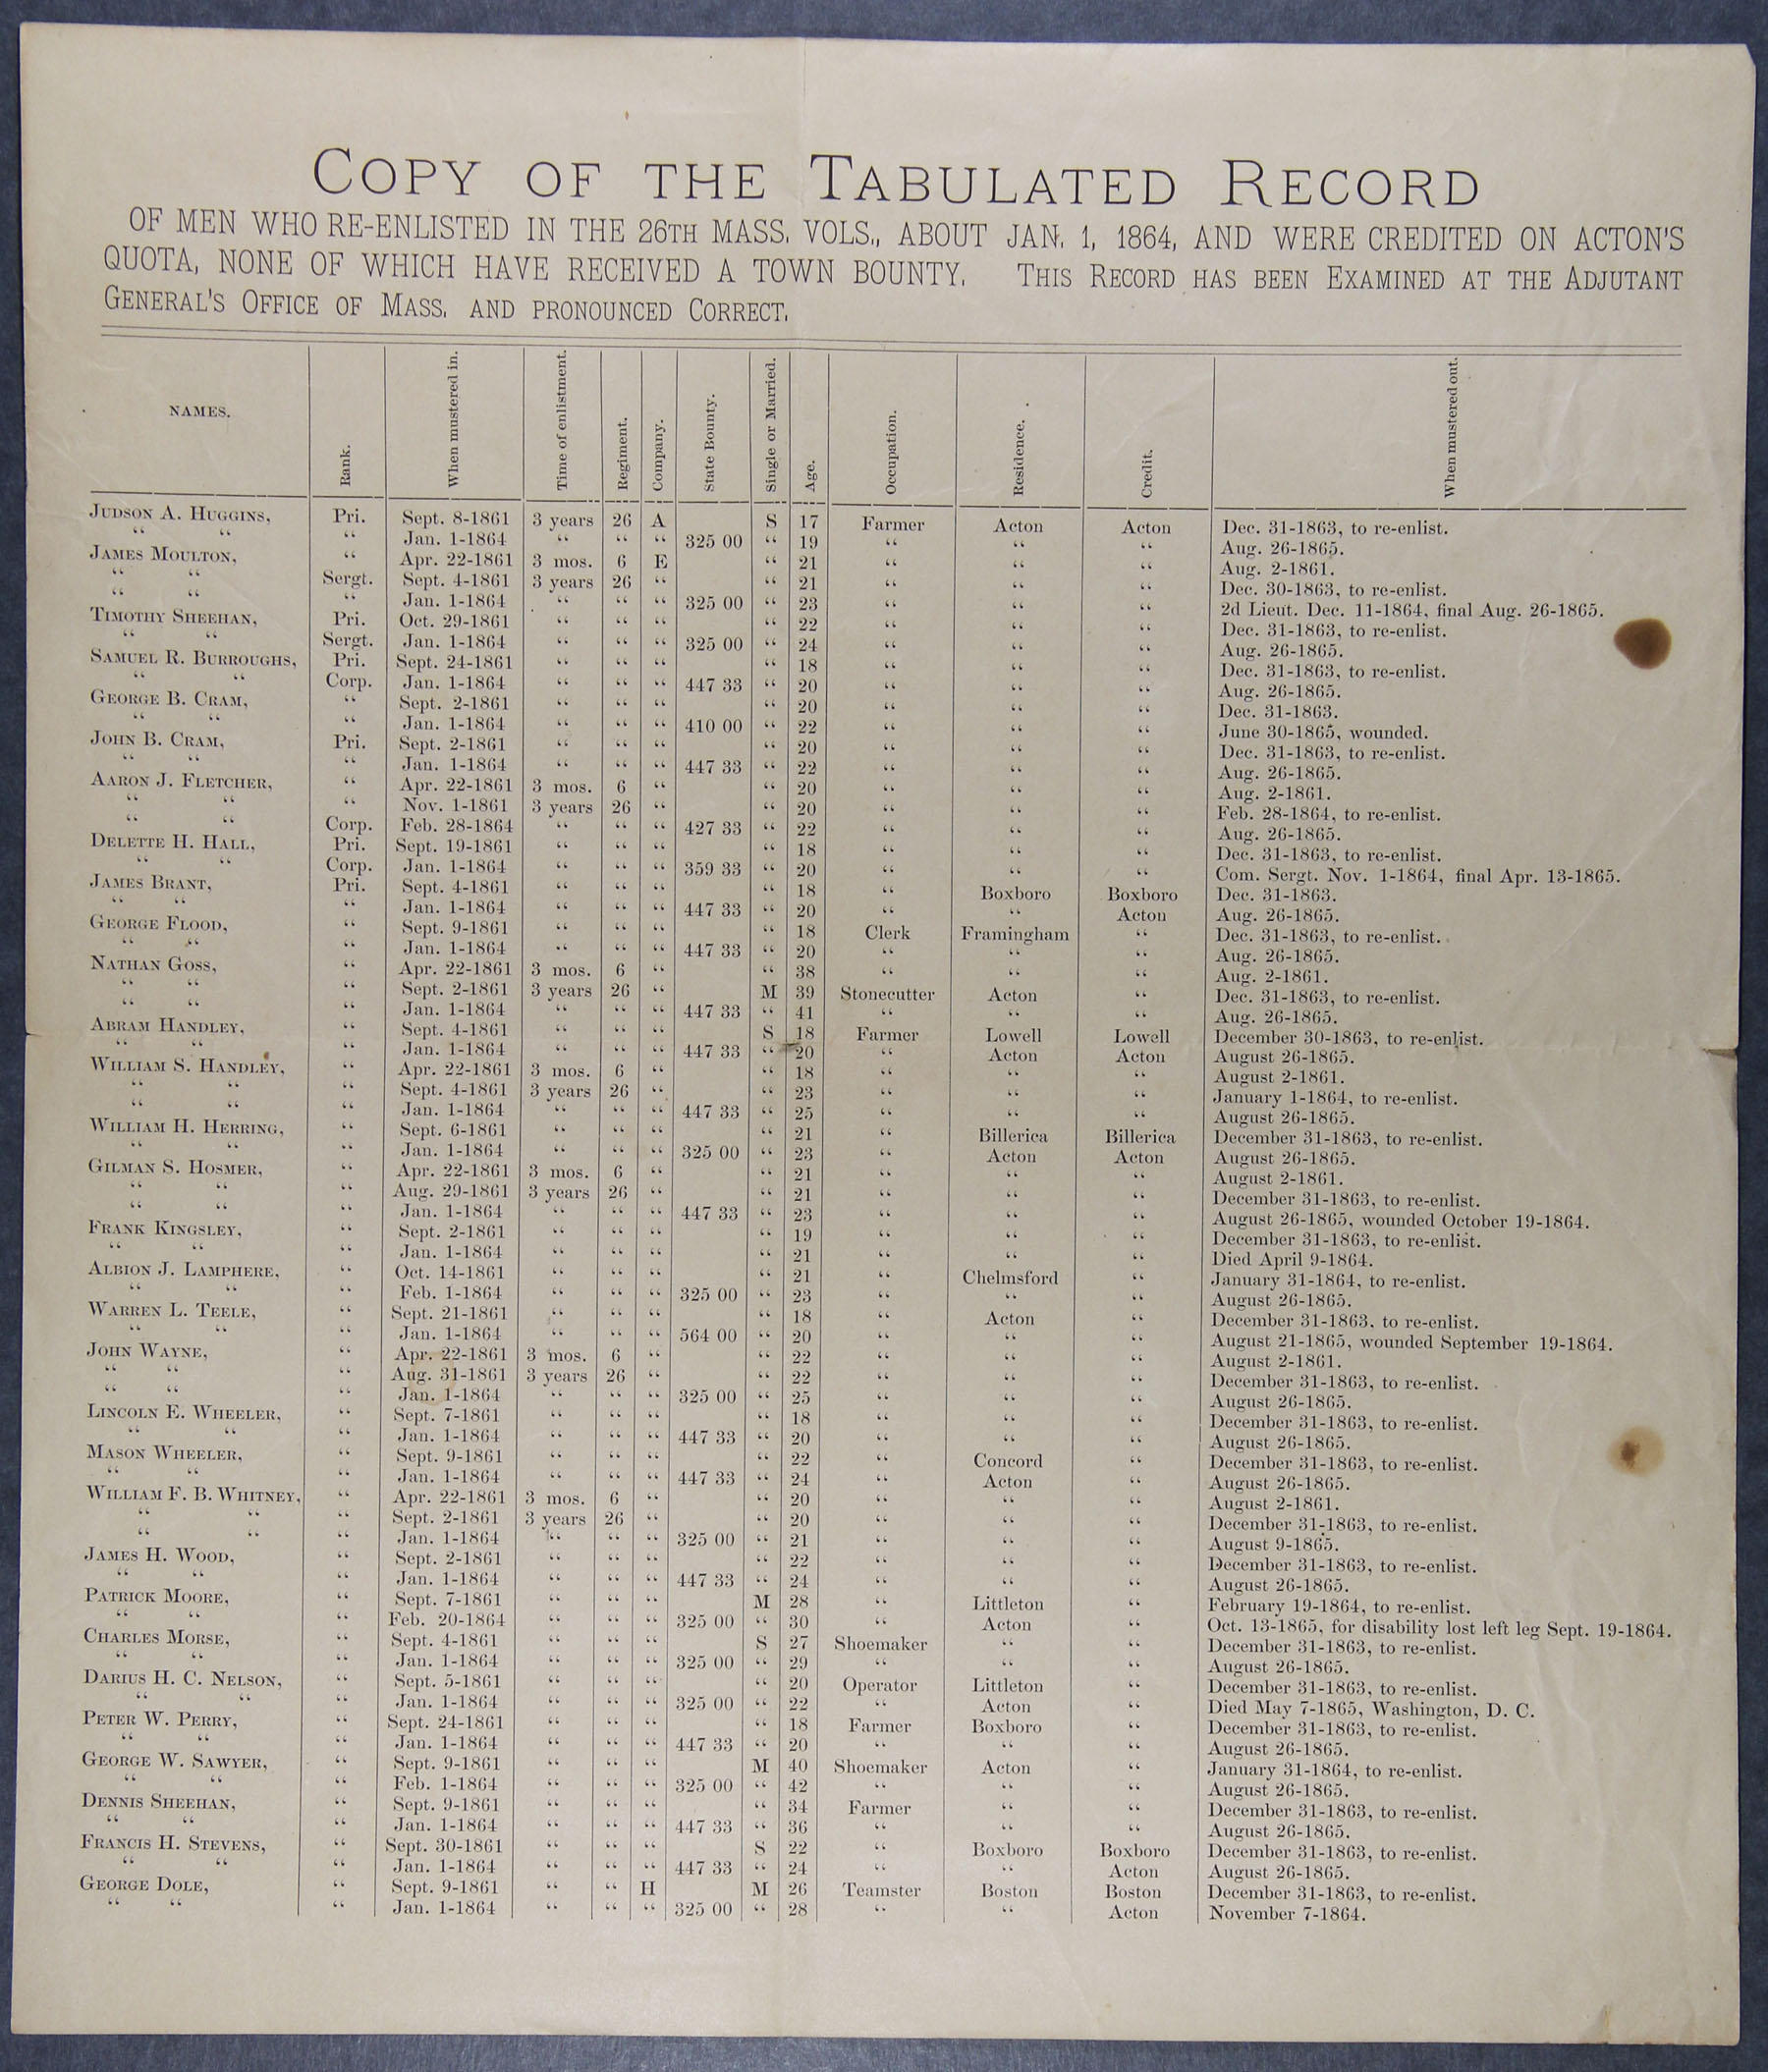 COPY OF THE TABULATED RECORD
OF MEN WHO RE-ENLISTED IN THE 26TH MASS. VOLS., ABOUT JAN. 1, 1864, AND WERE CREDITED ON ACTON'S
QUOTA, NONE OF WHICH HAVE RECEIVED A TOWN BOUNTY. THIS RECORD HAS BEEN EXAMINED AT THE ADJUTANT
GENERAL'S OFFICE OF MASS. AND PRONOUNCED CORRECT.
NAMES. Rank. When mustered in. Time of enlistment. Regiment. Company. State Bounty. Single or Married. Age. Occupation. Residence. Credit. When mustered out.
JUDSON A. HUGGINS, Pri. Sept. 8-1861 3 years 26 A S 17 Farmer Acton Acton Dec. 31-1863, to re-enlist.
“ “ “ Jan. 1-1864 “ “ “ 325 00 “ 19 “ “ “ Aug. 26-1865.
JAMES MOULTON, “ Apr. 22-1861 3 mos. 6 E “ 21 “ “ “ Aug. 2-1861.
“ “ Sergt. Sept. 4-1861 3 years 26 “ “ 21 “ “ “ Dec. 30-1863, to re-enlist.
“ “ “ Jan. 1-1864 “ “ “ 325 00 “ 23 “ “ “ 2d Lieut. Dec. 11-1864, final Aug. 26-1865.
TIMOTHY SHEEHAN, Pri. Oct. 29-1861 “ “ “ “ 22 “ “ “ Dec. 31-1863, to re-enlist.
“ “ Sergt. Jan. 1-1864 “ “ “ 325 00 “ 24 “ “ “ Aug. 26-1865.
SAMUEL R. BURROUGHS, Pri. Sept. 24-1861 “ “ “ “ 18 “ “ “ Dec. 31-1863, to re-enlist.
“ “ Corp. Jan. 1-1864 “ “ “ 447 33 “ 20 “ “ “ Aug. 26-1865.
GEORGE B. CRAM, “ Sept. 2-1861 “ “ “ “ 20 “ “ “ Dec. 31-1863.
“ “ “ Jan. 1-1864 “ “ “ 410 00 “ 22 “ “ “ June 30-1865, wounded.
JOHN B. CRAM, Pri. Sept. 2-1861 “ “ “ “ 20 “ “ “ Dec. 31-1863, to re-enlist.
“ “ “ Jan. 1-1864 “ “ “ 447 33 “ 22 “ “ “ Aug. 26-1865.
AARON J. FLETCHER, “ Apr. 22-1861 3 mos. 6 “ “ 20 “ “ “ Aug. 2-1861.
“ “ “ Nov. 1-1861 3 years 26 “ “ 20 “ “ “ Feb. 28-1864, to re-enlist.
“ “ Corp. Feb. 28-1864 “ “ “ 427 33 “ 22 “ “ “ Aug. 26-1865.
DELETTE H. HALL, Pri. Sept. 19-1861 “ “ “ “ 18 “ “ “ Dec. 31-1863, to re-enlist.
“ “ Corp. Jan. 1-1864 “ “ “ 359 33 “ 20 “ “ “ Com. Sergt. Nov. 1-1864, final Apr. 13-1865.
JAMES BRANT, Pri. Sept. 4-1861 “ “ “ “ 18 “ Boxboro Boxboro Dec. 31-1863.
“ “ “ Jan. 1-1864 “ “ “ 447 33 “ 20 “ “ Acton Aug. 26-1865.
GEORGE FLOOD, “ Sept. 9-1861 “ “ “ “ 18 Clerk Framingham “ Dec. 31-1863, to re-enlist.
“ “ “ Jan. 1-1864 “ “ “ 447 33 “ 20 “ “ “ Aug. 26-1865.
NATHAN GOSS, “ Apr. 22-1861 3 mos. 6 “ “ 38 “ “ “ Aug. 2-1861.
“ “ “ Sept. 2-1861 3 years 26 “ M 39 Stonecutter Acton “ Dec. 31-1863, to re-enlist.
“ “ “ Jan. 1-1864 “ “ “ 447 33 “ 41 “ “ “ Aug. 26-1865.
ABRAM HANDLEY, “ Sept. 4-1861 “ “ “ S 18 Farmer Lowell Lowell December 30-1863, to re-enlist.
“ “ “ Jan. 1-1864 “ “ “ 447 33 “ 20 “ Acton Acton August 26-1865.
WILLIAM S. HANDLEY, “ Apr. 22-1861 3 mos. 6 “ “ 18 “ “ “ August 2-1861.
“ “ “ Sept. 4-1861 3 years 26 “ “ 23 “ “ “ January 1-1864, to re-enlist.
“ “ “ Jan. 1-1864 “ “ “ 447 33 “ 25 “ “ “ August 26-1865.
WILLIAM H. HERRING, “ Sept. 6-1861 “ “ “ “ 21 “ Billerica Billerica December 31-1863, to re-enlist.
“ “ “ Jan. 1-1864 “ “ “ 325 00 “ 23 “ Acton Acton August 26-1865.
GILMAN S. HOSMER, “ Apr. 22-1861 3 mos. 6 “ “ 21 “ “ “ August 2-1861.
“ “ “ Aug. 29-1861 3 years 26 “ “ 21 “ “ “ December 31-1863, to re-enlist.
“ “ “ Jan. 1-1864 “ “ “ 447 33 “ 23 “ “ “ August 26-1865, wounded October 19-1864.
FRANK KINGSLEY, “ Sept. 2-1861 “ “ “ “ 19 “ “ “ December 31-1863, to re-enlist.
“ “ “ Jan. 1-1864 “ “ “ “ 21 “ “ “ Died April 9-1864.
ALBION J. LAMPHERE, “ Oct. 14-1861 “ “ “ “ 21 “ Chelmsford “ January 31-1864, to re-enlist.
“ “ “ Feb. 1-1864 “ “ “ 325 00 “ 23 “ “ “ August 26-1865.
WARREN L. TEELE, “ Sept. 21-1861 “ “ “ “ 18 “ Acton “ December 31-1863. to re-enlist.
“ “ “ Jan. 1-1864 “ “ “ 564 00 “ 20 “ “ “ August 21-1865, wounded September 19-1864.
JOHN WAYNE, “ Apr. 22-1861 3 mos. 6 “ “ 22 “ “ “ August 2-1861.
“ “ “ Aug. 31-1861 3 years 26 “ “ 22 “ “ “ December 31-1863, to re-enlist.
“ “ “ Jan. 1-1864 “ “ “ 325 00 “ 25 “ “ “ August 26-1865.
LINCOLN E. WHEELER, “ Sept. 7-1861 “ “ “ “ 18 “ “ “ December 31-1863, to re-enlist.
“ “ “ Jan. 1-1864 “ “ “ 447 33 “ 20 “ “ “ August 26-1865.
MASON WHEELER, “ Sept. 9-1861 “ “ “ “ 22 “ Concord “ December 31-1863, to re-enlist.
“ “ “ Jan. 1-1864 “ “ “ 447 33 “ 24 “ Acton “ August 26-1865.
WILLIAM F. B. WHITNEY, “ Apr. 22-1861 3 mos. 6 “ “ 20 “ “ “ August 2-1861.
“ “ “ Sept. 2-1861 3 years 26 “ “ 20 “ “ “ December 31-1863, to re-enlist.
“ “ “ Jan. 1-1864 “ “ “ 325 00 “ 21 “ “ “ August 9-1865.
JAMES H. WOOD, “ Sept. 2-1861 “ “ “ “ 22 “ “ “ December 31-1863, to re-enlist.
“ “ “ Jan. 1-1864 “ “ “ 447 33 “ 24 “ “ “ August 26-1865.
PATRICK MOORE, “ Sept. 7-1861 “ “ “ M 28 “ Littleton “ February 19-1864, to re-enlist.
“ “ “ Feb. 20-1864 “ “ “ 325 00 “ 30 “ Acton “ Oct. 13-1865, for disability lost left leg Sept. 19-1864.
CHARLES MORSE, “ Sept. 4-1861 “ “ “ S 27 Shoemaker “ “ December 31-1863, to re-enlist.
“ “ “ Jan. 1-1864 “ “ “ 325 00 “ 29 “ “ “ August 26-1865.
DARIUS H. C. NELSON, “ Sept. 5-1861 “ “ “ “ 20 Operator Littleton “ December 31-1863, to re-enlist.
“ “ “ Jan. 1-1864 “ “ “ 325 00 “ 22 “ Acton “ Died May 7-1865, Washington, D. C.
PETER W. PERRY, “ Sept. 24-1861 “ “ “ “ 18 Farmer Boxboro “ December 31-1863, to re-enlist.
“ “ “ Jan. 1-1864 “ “ “ 447 33 “ 20 “ “ “ August 26-1865.
GEORGE W. SAWYER, “ Sept. 9-1861 “ “ “ M 40 Shoemaker Acton “ January 31-1864, to re-enlist.
“ “ “ Feb. 1-1864 “ “ “ 325 00 “ 42 “ “ “ August 26-1865.
DENNIS SHEEHAN, “ Sept. 9-1861 “ “ “ “ 34 Farmer “ “ December 31-1863, to re-enlist.
“ “ “ Jan. 1-1864 “ “ “ 447 33 “ 36 “ “ “ August 26-1865.
FRANCIS H. STEVENS, “ Sept. 30-1861 “ “ “ S 22 “ Boxboro Boxboro December 31-1863, to re-enlist.
“ “ “ Jan. 1-1864 “ “ “ 447 33 “ 24 “ “ Acton August 26-1865.
GEORGE DOLE, “ Sept. 9-1861 “ “ H M 26 Teamster Boston Boston December 31-1863, to re-enlist.
“ “ “ Jan. 1-1864 “ “ “ 325 00 “ 28 “ “ Acton November 7-1864.